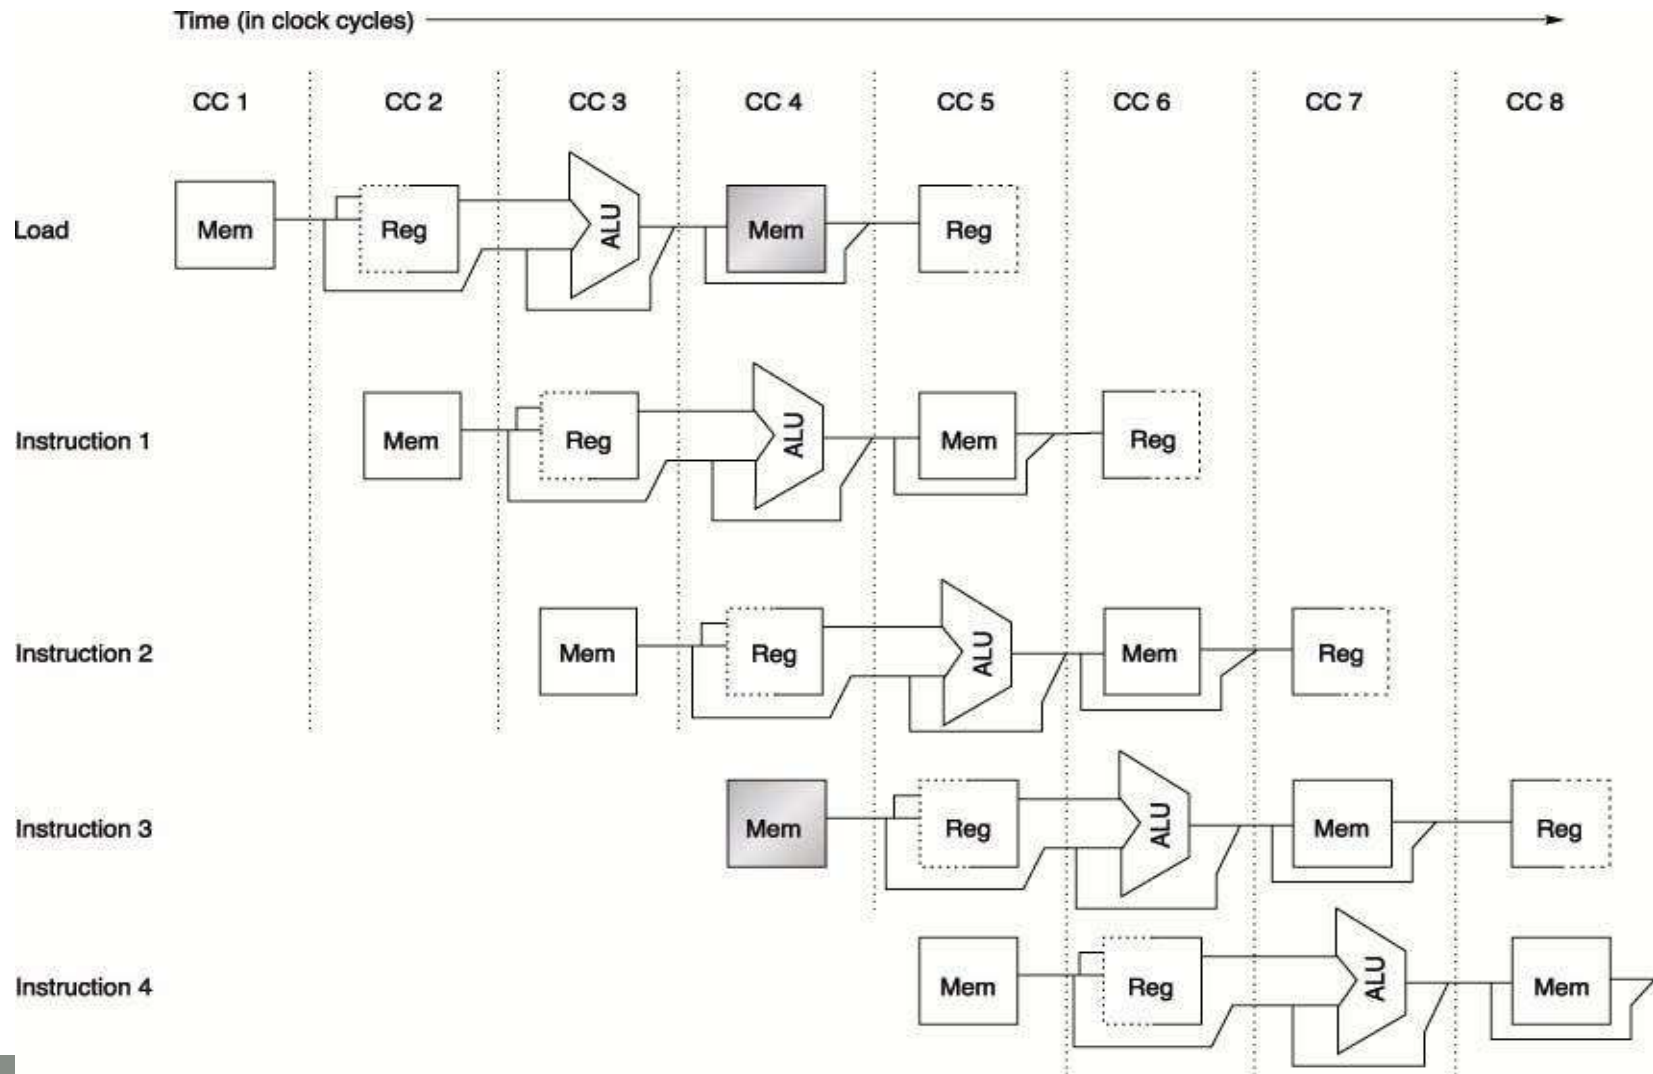 Time (in clock cycles)
CC 1 CC 2 CC 3 CC 4 CC 5 CC 6 CC 7 CC 8
Load Mem Reg ALU Mem Reg
Instruction 1 Mem Reg ALU Mem Reg
Instruction 2 Mem Reg ALU Mem Reg
Instruction 3 Mem Reg ALU Mem Reg
Instruction 4 Mem Reg ALU Mem